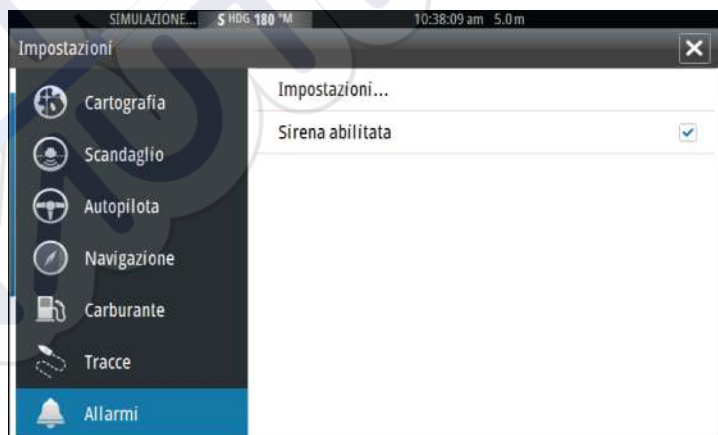 SIMULAZIONE... S HDG 180 °M 10:38:09 am 5.0 m
Impostazioni
Cartografia
Scandaglio
Autopilota
Navigazione
Carburante
Tracce
Allarmi
Impostazioni...
Sirena abilitata